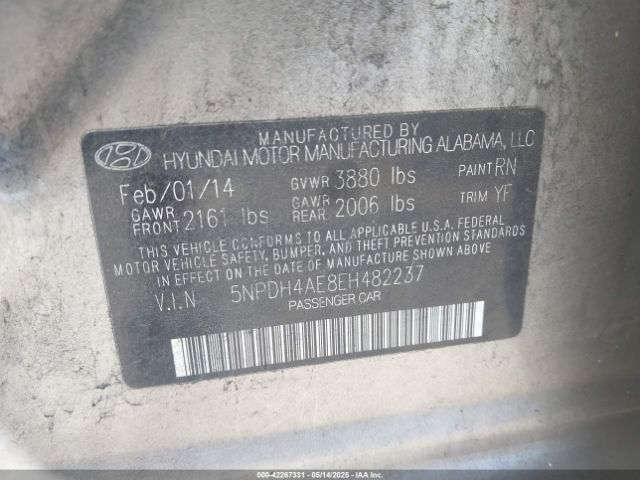 MANUFACTURED BY
HYUNDAI MOTOR MANUFACTURING ALABAMA, LLC
Feb/01/14 GVWR 3880 lbs PAINT RN
GAWR FRONT 2161 lbs GAWR REAR 2006 lbs TRIM YF
THIS VEHICLE CONFORMS TO ALL APPLICABLE U.S.A. FEDERAL
MOTOR VEHICLE SAFETY, BUMPER, AND THEFT PREVENTION STANDARDS
IN EFFECT ON THE DATE OF MANUFACTURE SHOWN ABOVE.
V.I.N 5NPDH4AE8EH482237
PASSENGER CAR
000-42267331 - 05/14/2025 - COPYRIGHT IAA, LLC.